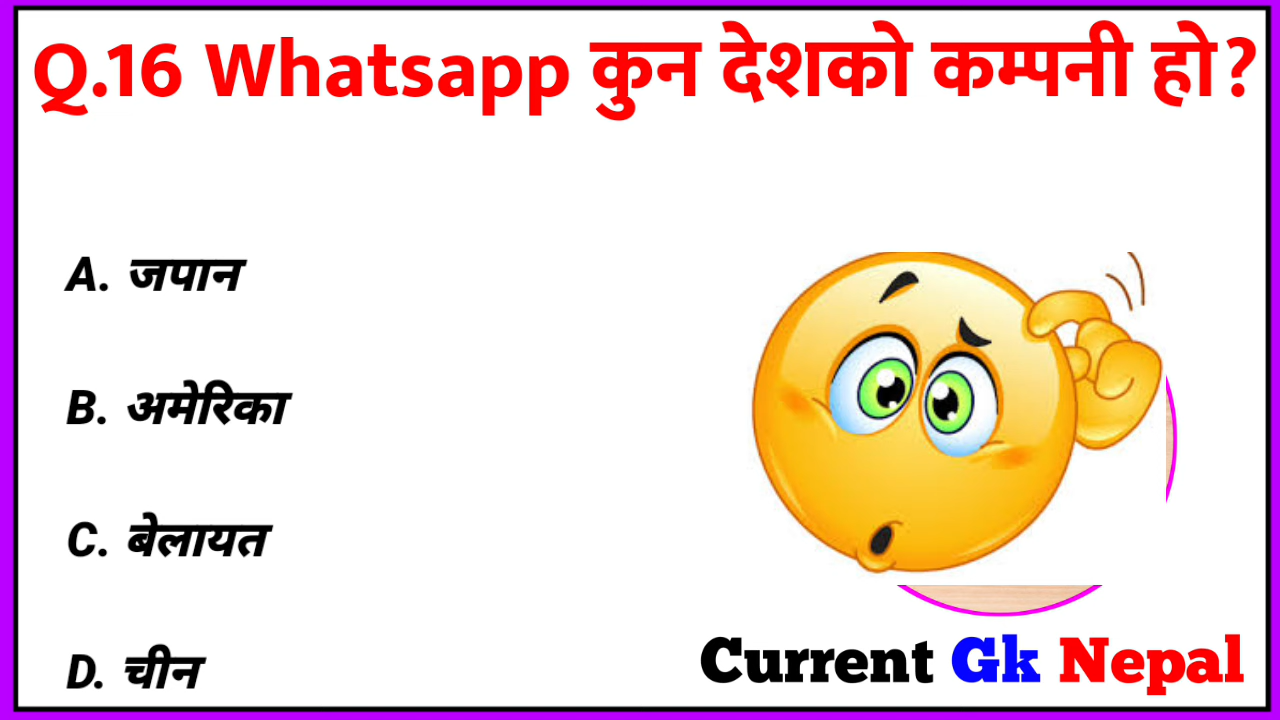 Q.16 Whatsapp कुन देशको कम्पनी हो?
A. जपान
B. अमेरिका
C. बेलायत
D. चीन
Current Gk Nepal